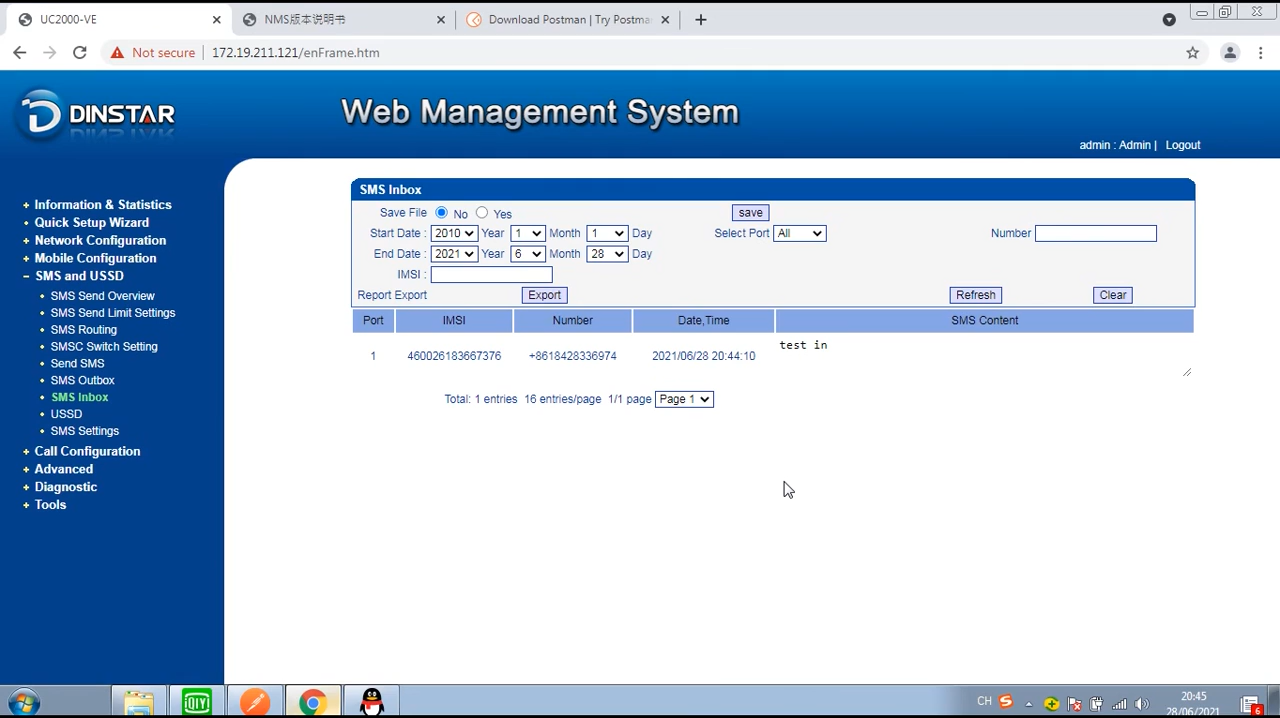 UC2000-VE
NMS版本说明书
Download Postman | Try Postma
Not secure | 172.19.211.121/enFrame.htm
DINSTAR
Web Management System
admin : Admin | Logout
+ Information & Statistics
+ Quick Setup Wizard
+ Network Configuration
+ Mobile Configuration
− SMS and USSD
• SMS Send Overview
• SMS Send Limit Settings
• SMS Routing
• SMSC Switch Setting
• Send SMS
• SMS Outbox
• SMS Inbox
• USSD
• SMS Settings
+ Call Configuration
+ Advanced
+ Diagnostic
+ Tools
SMS Inbox
Save File No Yes save
Start Date : 2010 Year 1 Month 1 Day Select Port All Number
End Date : 2021 Year 6 Month 28 Day
IMSI :
Report Export Export Refresh Clear
Port IMSI Number Date,Time SMS Content
1 460026183667376 +8618428336974 2021/06/28 20:44:10 test in
Total: 1 entries 16 entries/page 1/1 page Page 1
QIY
CH
20:45
28/06/2021
6